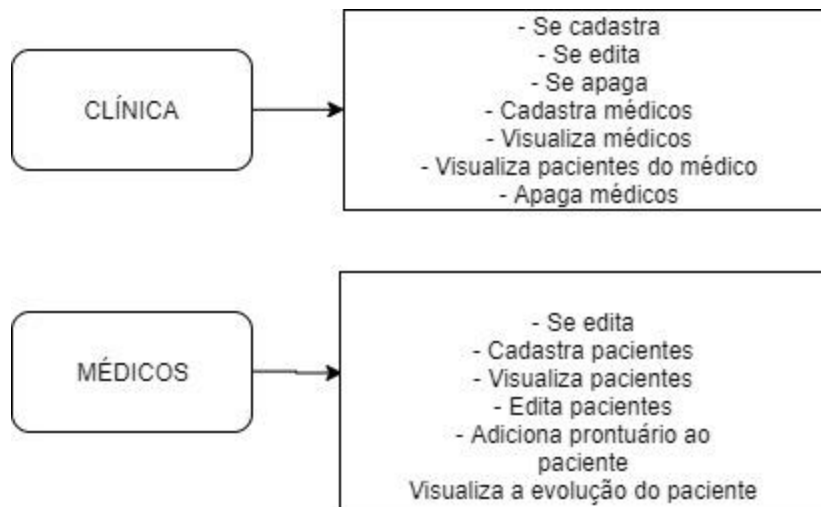 CLÍNICA
- Se cadastra
- Se edita
- Se apaga
- Cadastra médicos
- Visualiza médicos
- Visualiza pacientes do médico
- Apaga médicos
MÉDICOS
- Se edita
- Cadastra pacientes
- Visualiza pacientes
- Edita pacientes
- Adiciona prontuário ao
paciente
Visualiza a evolução do paciente